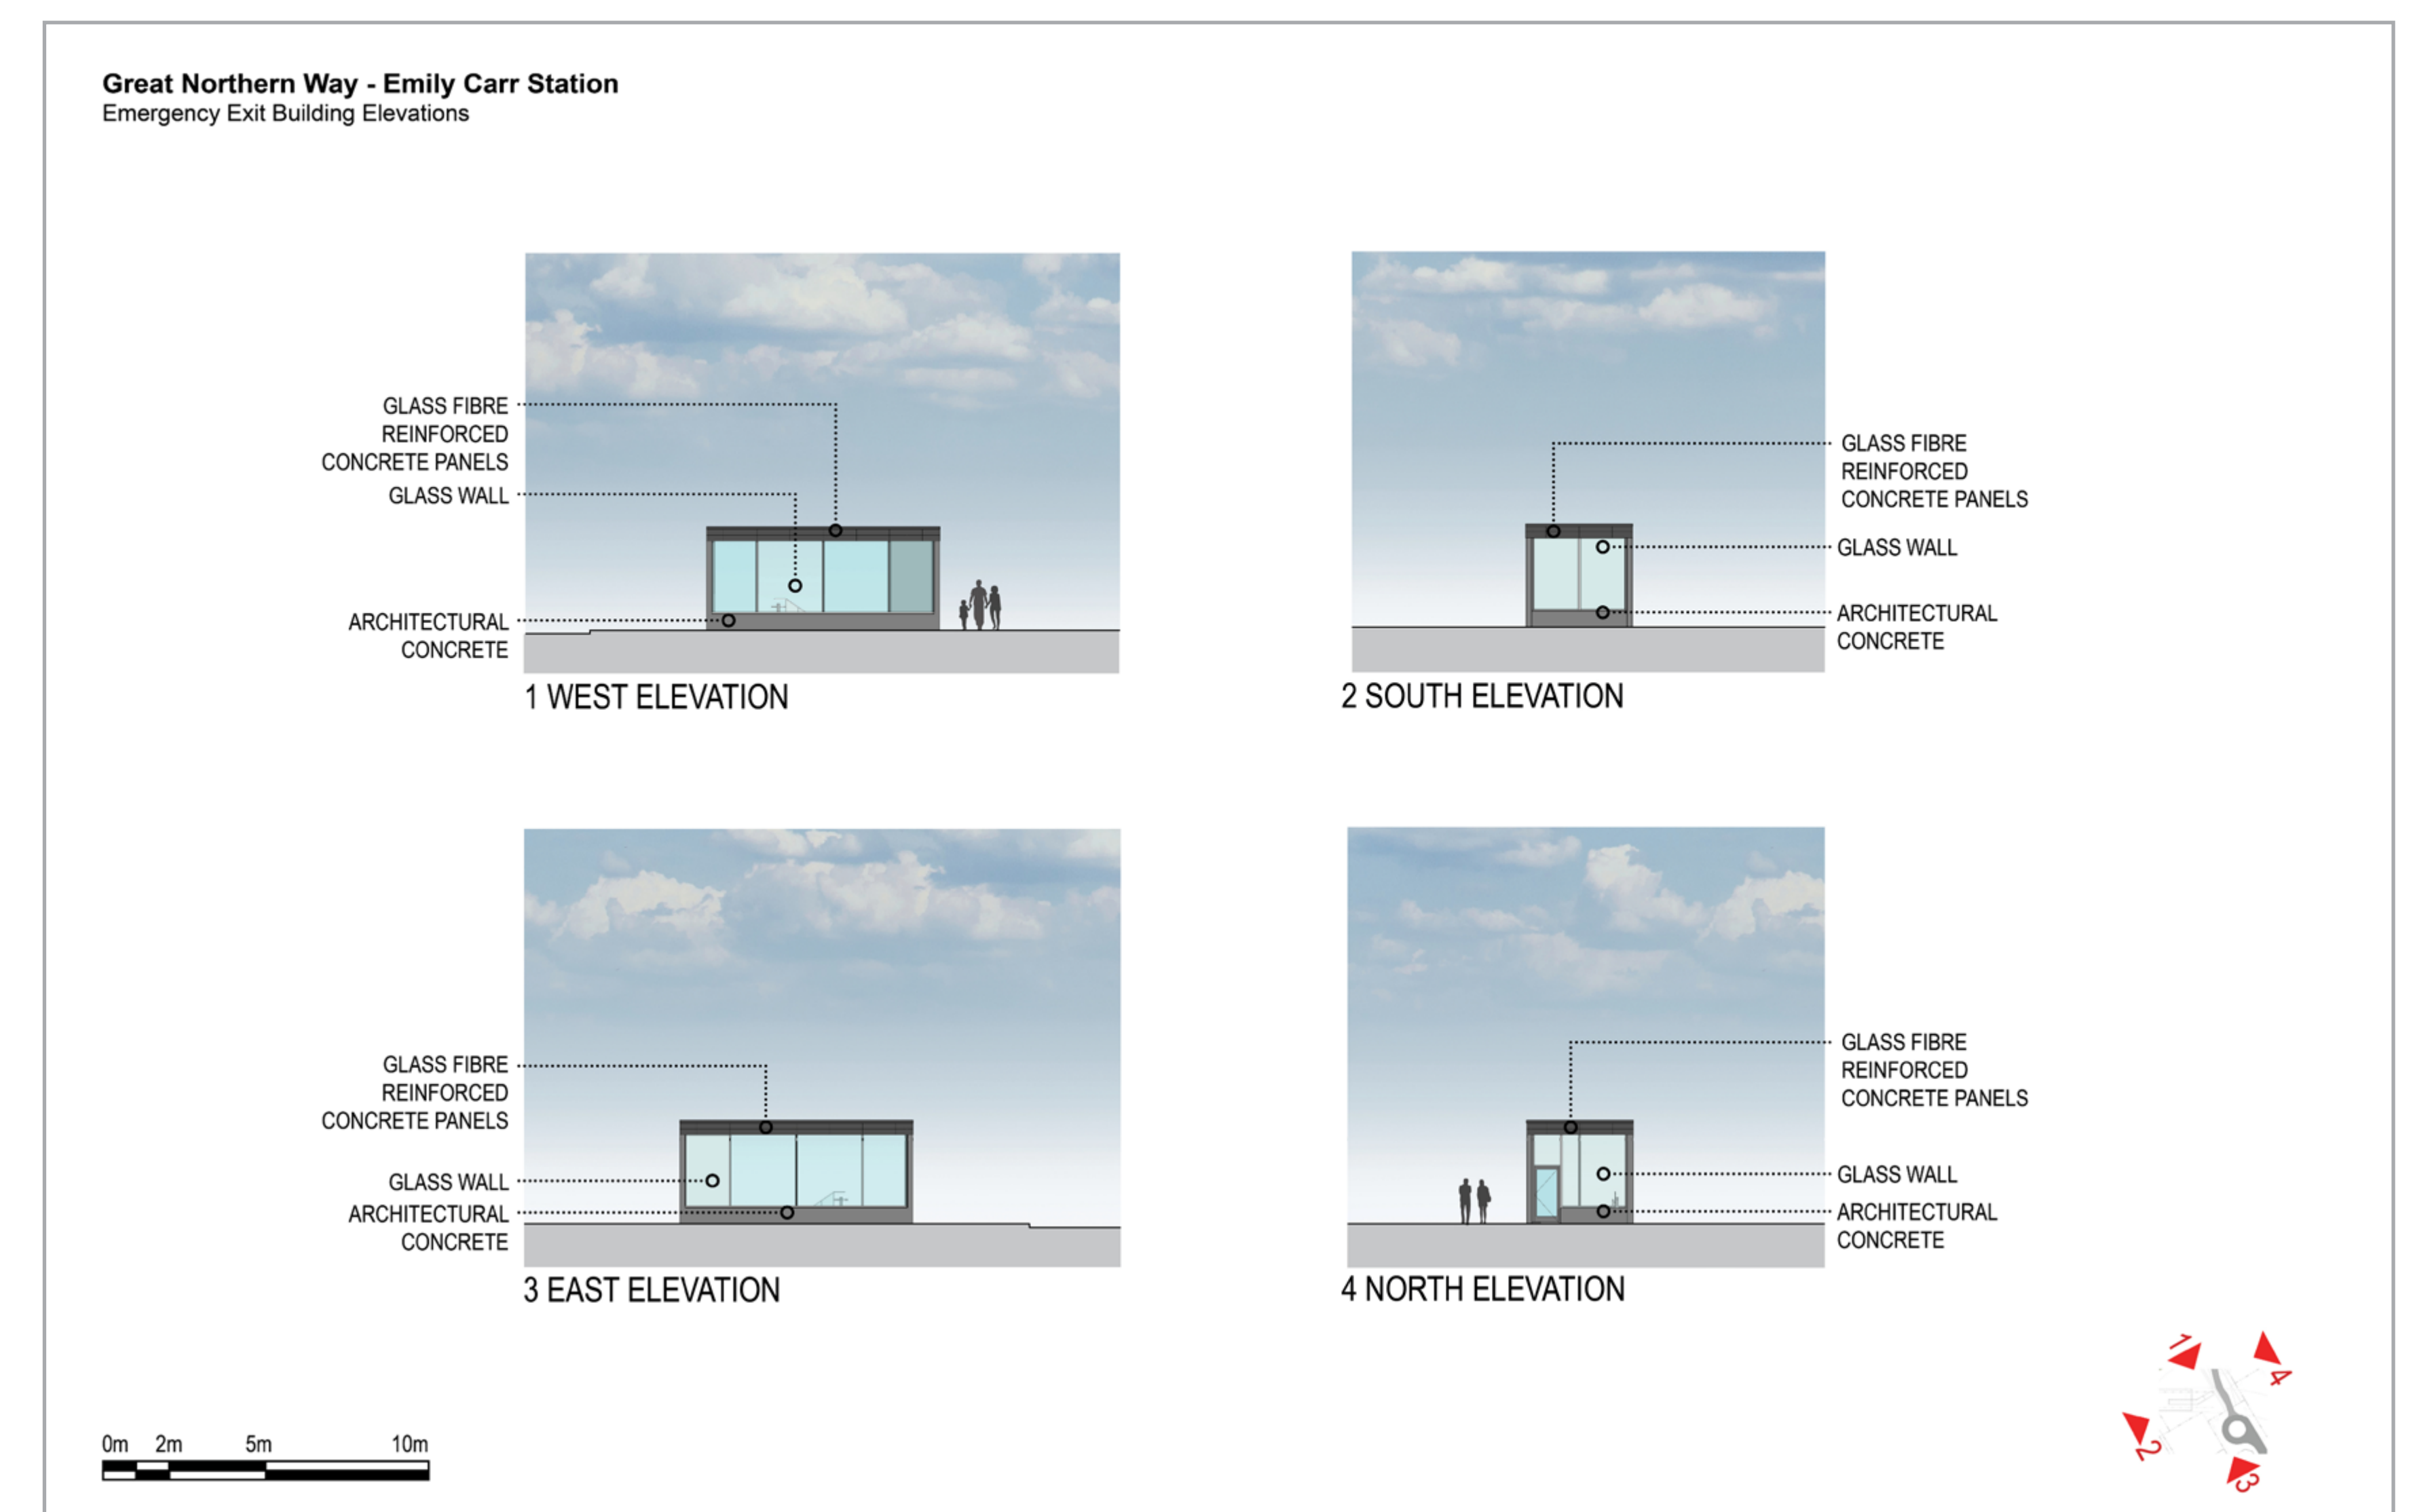 Great Northern Way - Emily Carr Station
Emergency Exit Building Elevations
GLASS FIBRE
REINFORCED
CONCRETE PANELS
GLASS WALL
ARCHITECTURAL
CONCRETE
1 WEST ELEVATION
GLASS FIBRE
REINFORCED
CONCRETE PANELS
GLASS WALL
ARCHITECTURAL
CONCRETE
2 SOUTH ELEVATION
GLASS FIBRE
REINFORCED
CONCRETE PANELS
GLASS WALL
ARCHITECTURAL
CONCRETE
3 EAST ELEVATION
GLASS FIBRE
REINFORCED
CONCRETE PANELS
GLASS WALL
ARCHITECTURAL
CONCRETE
4 NORTH ELEVATION
0m 2m 5m 10m
1
4
2
3